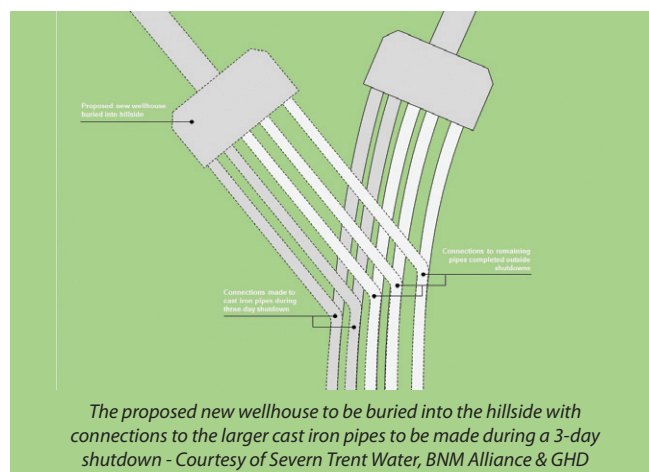 Proposed new wellhouse
buried into hillside
Connections to remaining
pipes completed outside
shutdowns
Connections made to
cast iron pipes during
three day shutdown
The proposed new wellhouse to be buried into the hillside with
connections to the larger cast iron pipes to be made during a 3-day
shutdown - Courtesy of Severn Trent Water, BNM Alliance & GHD